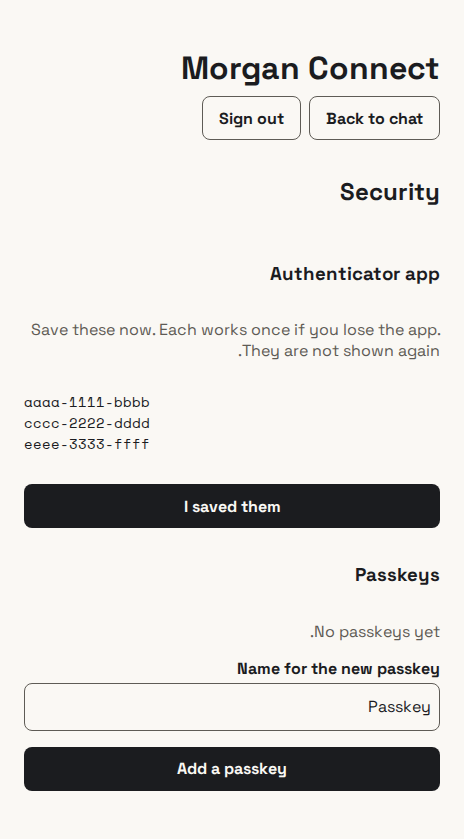 Morgan Connect
Back to chat
Sign out
Security
Authenticator app
Save these now. Each works once if you lose the app.
They are not shown again.
aaaa-1111-bbbb
cccc-2222-dddd
eeee-3333-ffff
I saved them
Passkeys
No passkeys yet.
Name for the new passkey
Passkey
Add a passkey